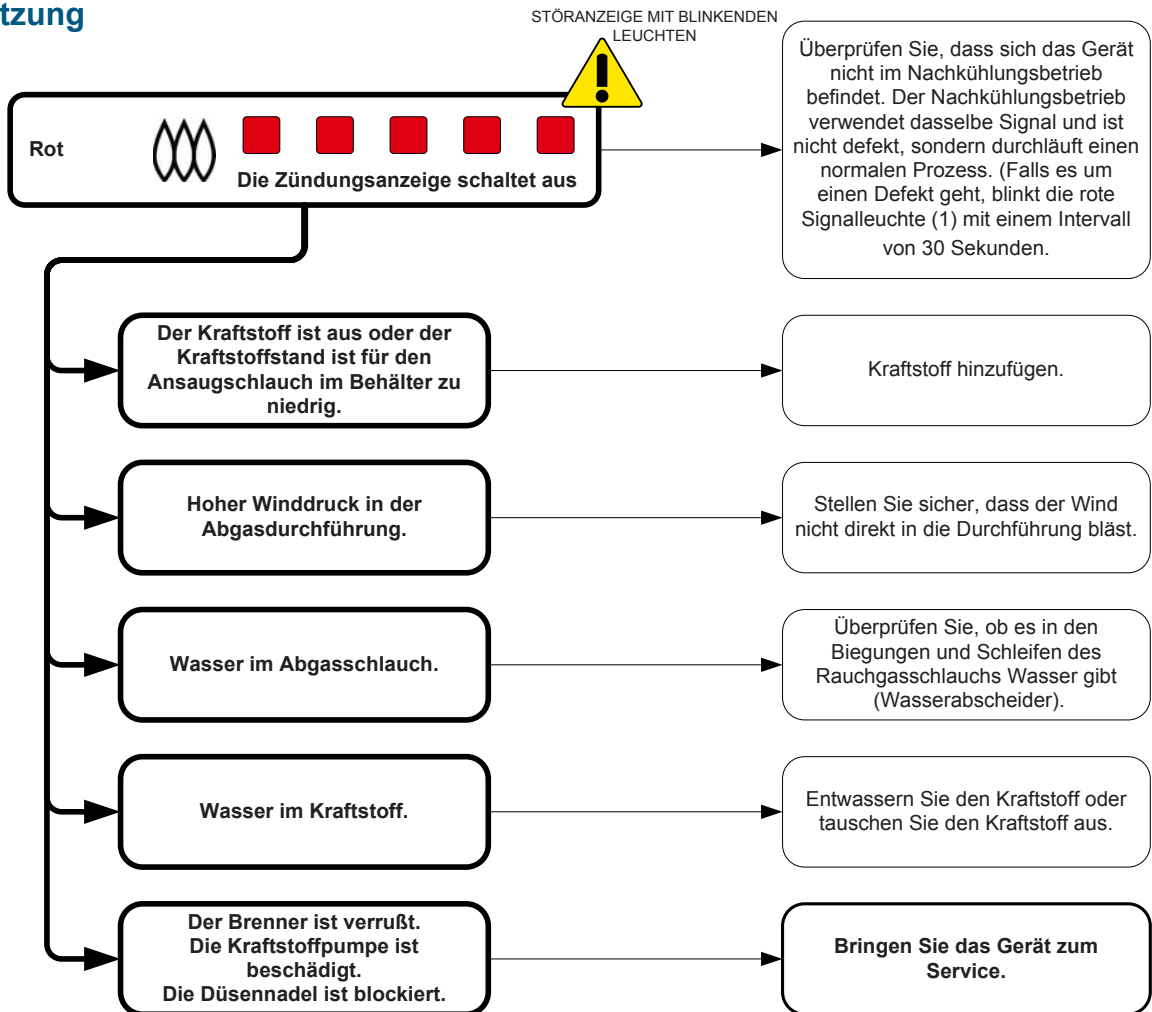 tzung
STÖRANZEIGE MIT BLINKENDEN
LEUCHTEN
Rot
Die Zündungsanzeige schaltet aus
Überprüfen Sie, dass sich das Gerät
nicht im Nachkühlungsbetrieb
befindet. Der Nachkühlungsbetrieb
verwendet dasselbe Signal und ist
nicht defekt, sondern durchläuft einen
normalen Prozess. (Falls es um
einen Defekt geht, blinkt die rote
Signalleuchte (1) mit einem Intervall
von 30 Sekunden.
Der Kraftstoff ist aus oder der
Kraftstoffstand ist für den
Ansaugschlauch im Behälter zu
niedrig.
Kraftstoff hinzufügen.
Hoher Winddruck in der
Abgasdurchführung.
Stellen Sie sicher, dass der Wind
nicht direkt in die Durchführung bläst.
Wasser im Abgasschlauch.
Überprüfen Sie, ob es in den
Biegungen und Schleifen des
Rauchgasschlauchs Wasser gibt
(Wasserabscheider).
Wasser im Kraftstoff.
Entwassern Sie den Kraftstoff oder
tauschen Sie den Kraftstoff aus.
Der Brenner ist verrußt.
Die Kraftstoffpumpe ist
beschädigt.
Die Düsennadel ist blockiert.
Bringen Sie das Gerät zum
Service.